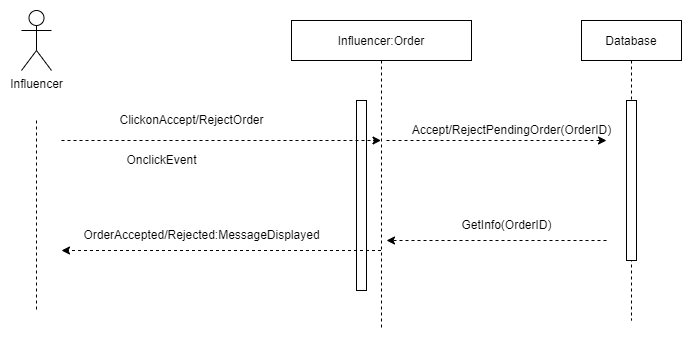 Influencer:Order
Database
Influencer
ClickonAccept/RejectOrder
Accept/RejectPendingOrder(OrderID)
OnclickEvent
GetInfo(OrderID)
OrderAccepted/Rejected:MessageDisplayed